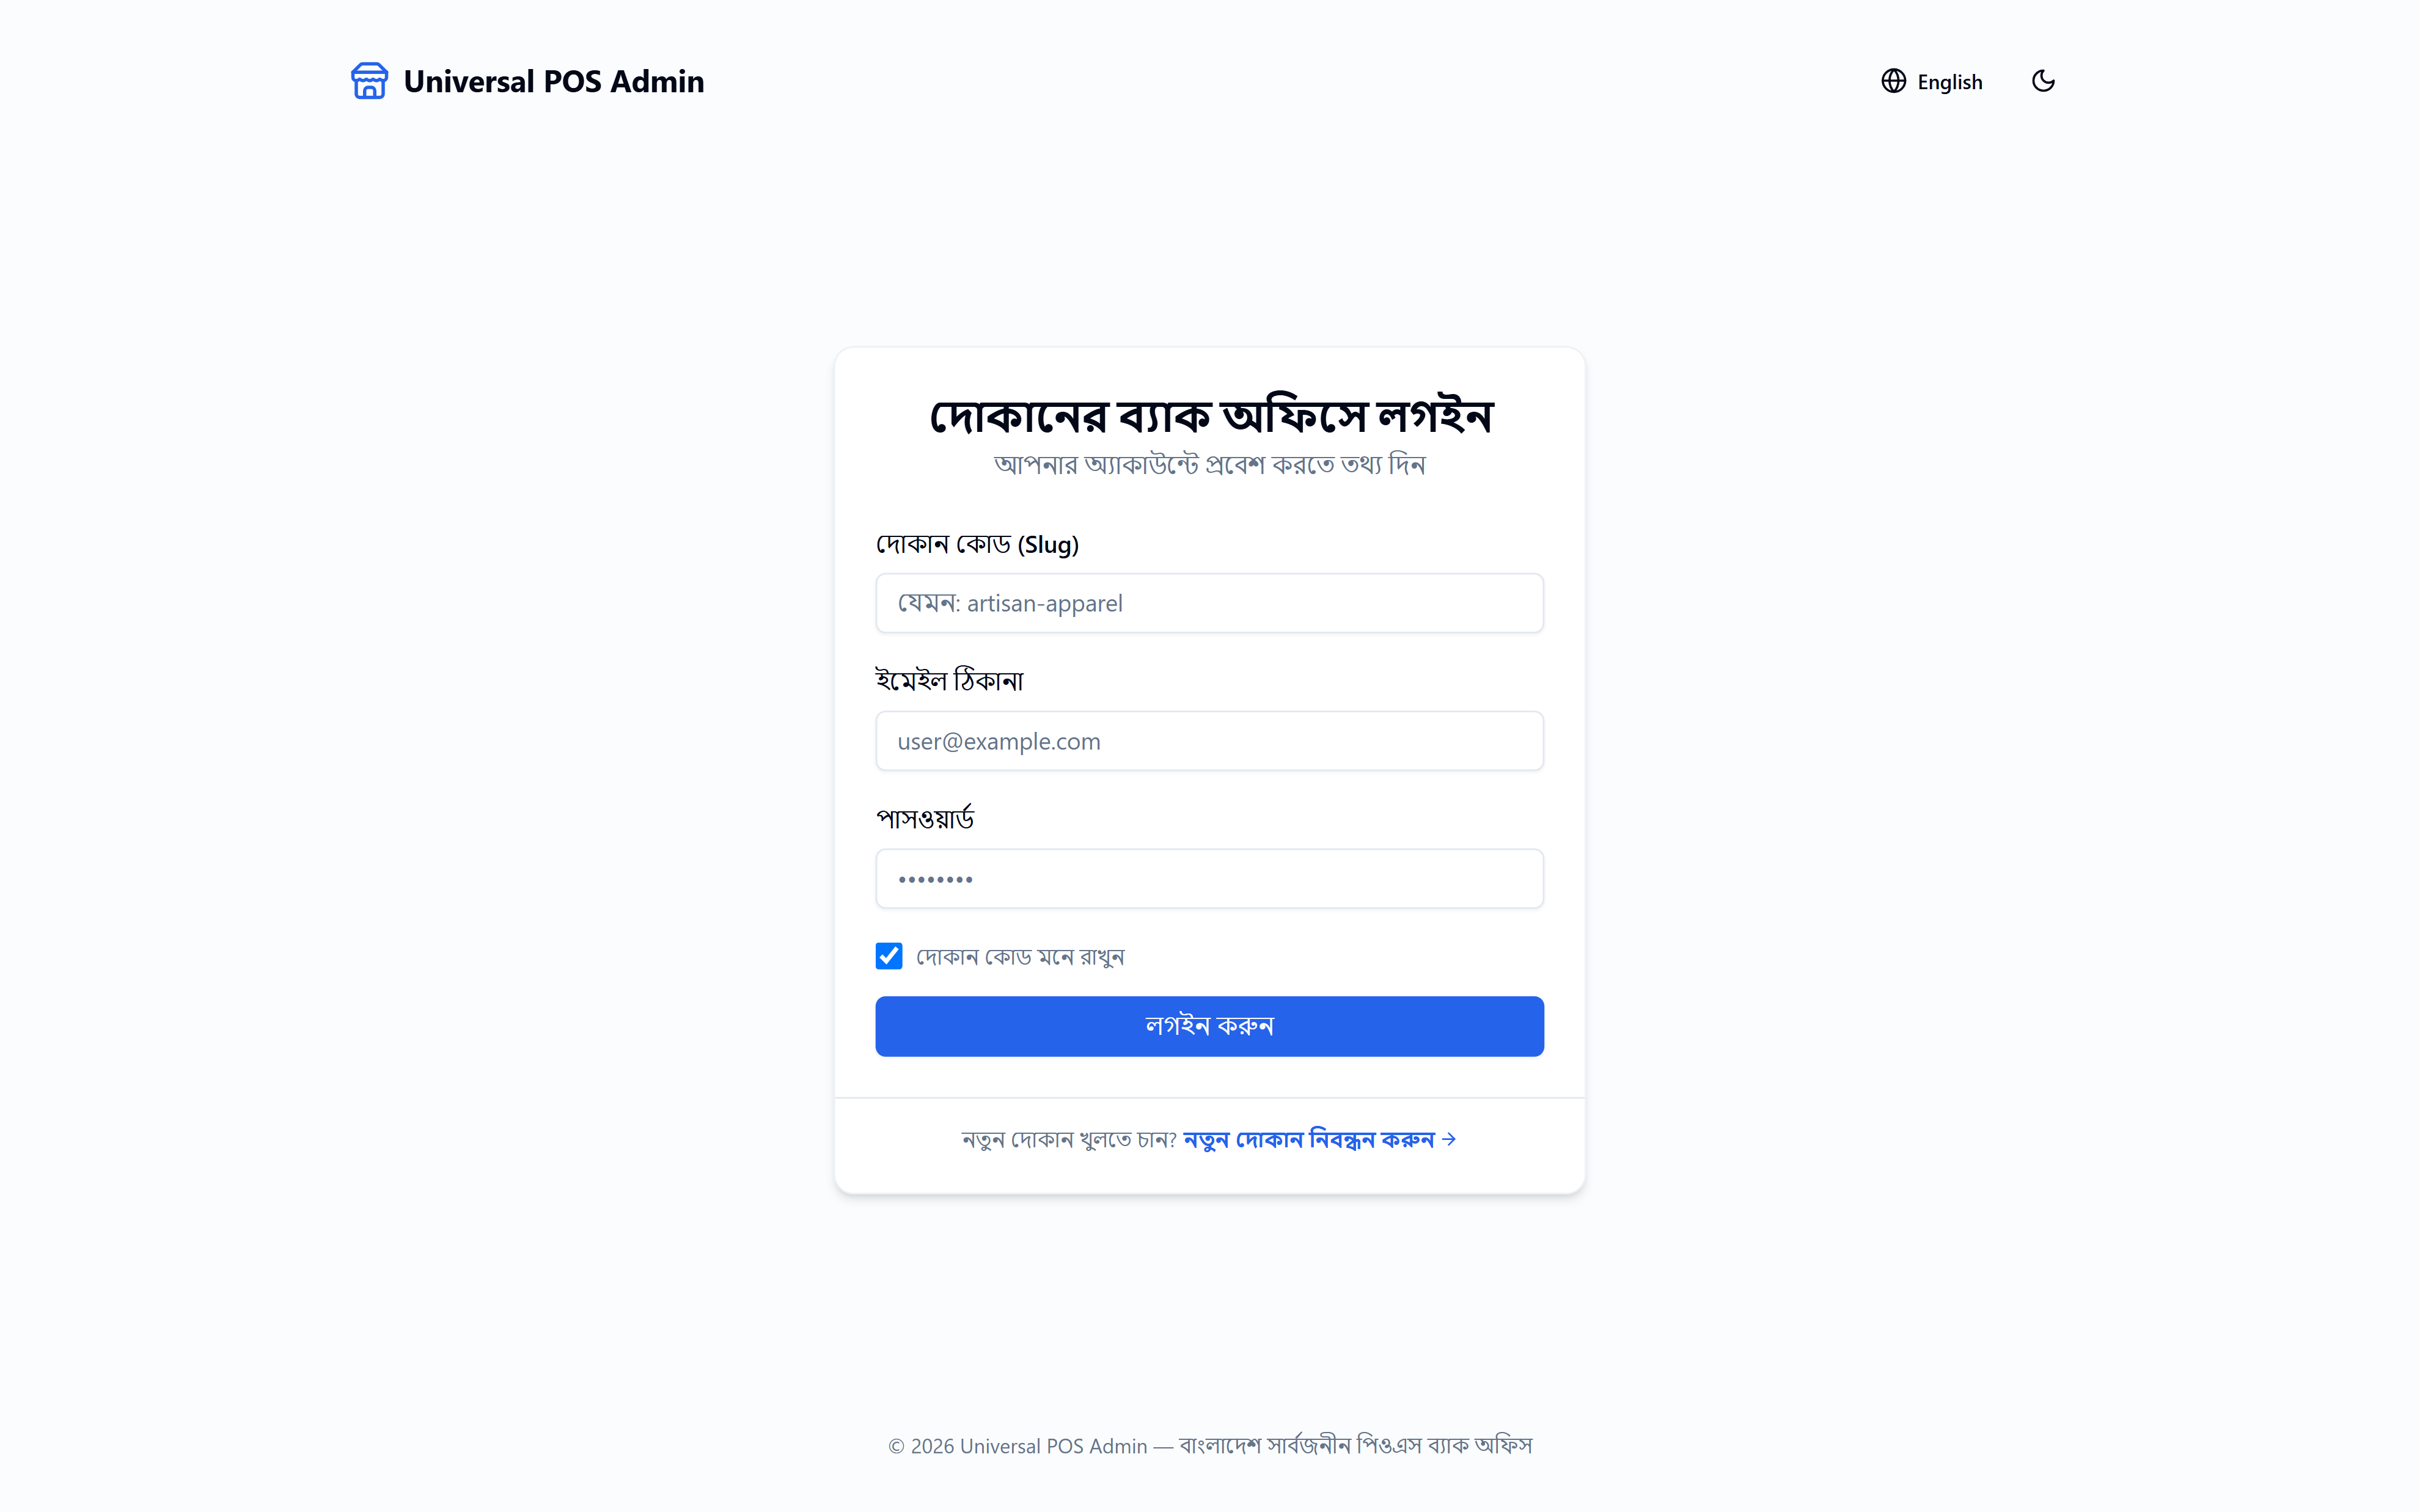 Universal POS Admin
English
দোকানের ব্যাক অফিসে লগইন
আপনার অ্যাকাউন্টে প্রবেশ করতে তথ্য দিন
দোকান কোড (Slug)
যেমন: artisan-apparel
ইমেইল ঠিকানা
user@example.com
পাসওয়ার্ড
••••••••
দোকান কোড মনে রাখুন
লগইন করুন
নতুন দোকান খুলতে চান? নতুন দোকান নিবন্ধন করুন →
© 2026 Universal POS Admin — বাংলাদেশ সার্বজনীন পিওএস ব্যাক অফিস